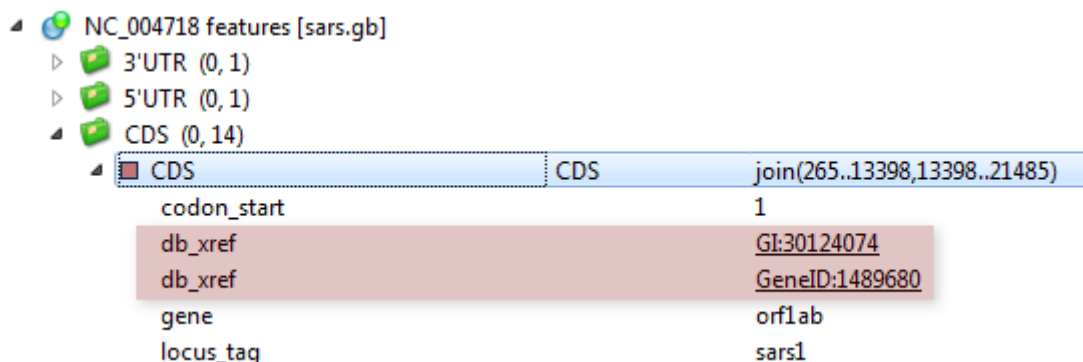 NC_004718 features [sars.gb]
3'UTR (0, 1)
5'UTR (0, 1)
CDS (0, 14)
CDS CDS join(265..13398,13398..21485)
codon_start 1
db_xref GI:30124074
db_xref GeneID:1489680
gene orf1ab
locus_tag sars1